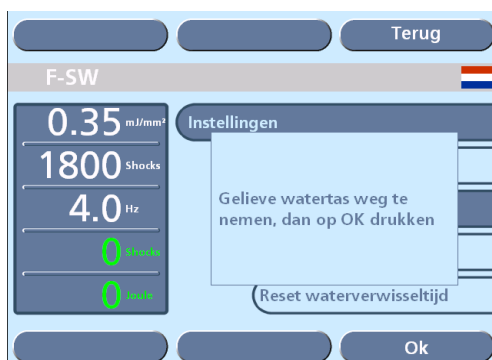 Terug
F-SW
0.35 mJ/mm²
1800 Shocks
4.0 Hz
0 Shocks
0 Joule
Instellingen
Gelieve watertas weg te
nemen, dan op OK drukken
Reset waterverwisseltijd
Ok